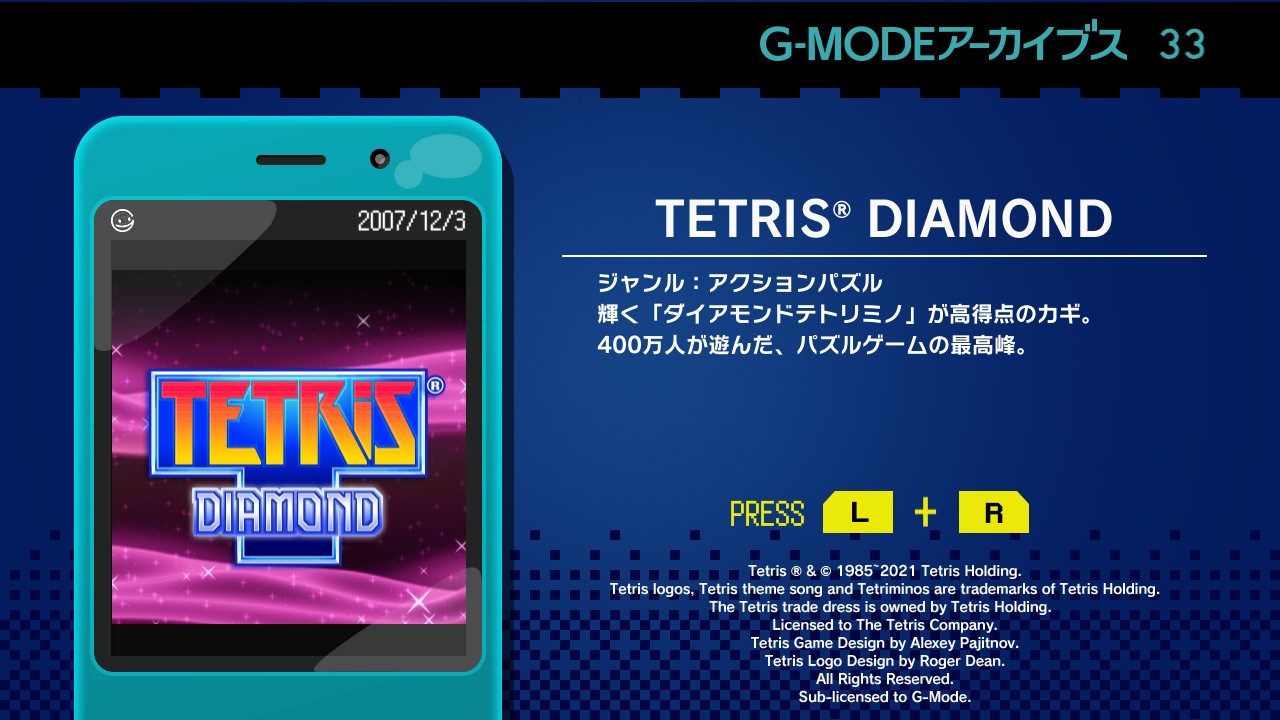 G-MODEアーカイブス 33
2007/12/3
TETRIS®
DIAMOND
TETRIS® DIAMOND
ジャンル：アクションパズル
輝く「ダイアモンドテトリミノ」が高得点のカギ。
400万人が遊んだ、パズルゲームの最高峰。
PRESS L + R
Tetris ® & © 1985~2021 Tetris Holding.
Tetris logos, Tetris theme song and Tetriminos are trademarks of Tetris Holding.
The Tetris trade dress is owned by Tetris Holding.
Licensed to The Tetris Company.
Tetris Game Design by Alexey Pajitnov.
Tetris Logo Design by Roger Dean.
All Rights Reserved.
Sub-licensed to G-Mode.